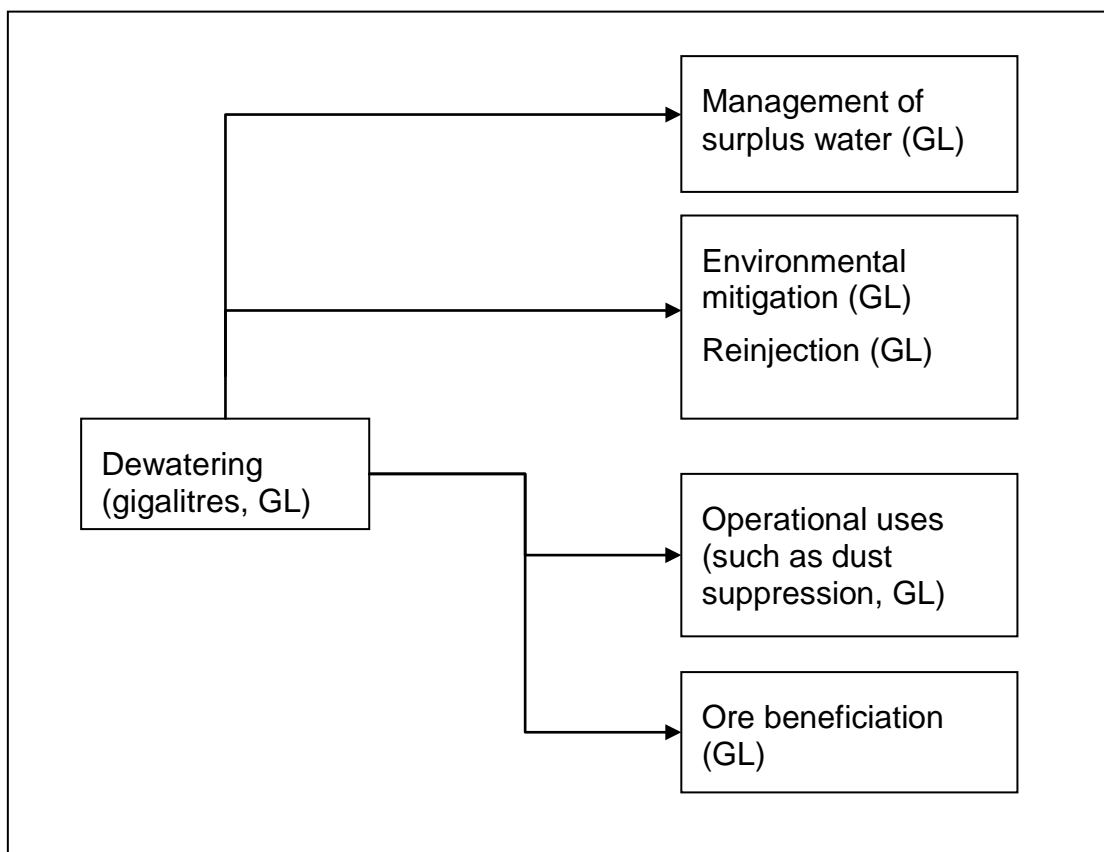 Management of
surplus water (GL)
Environmental
mitigation (GL)
Reinjection (GL)
Dewatering
(gigalitres, GL)
Operational uses
(such as dust
suppression, GL)
Ore beneficiation
(GL)